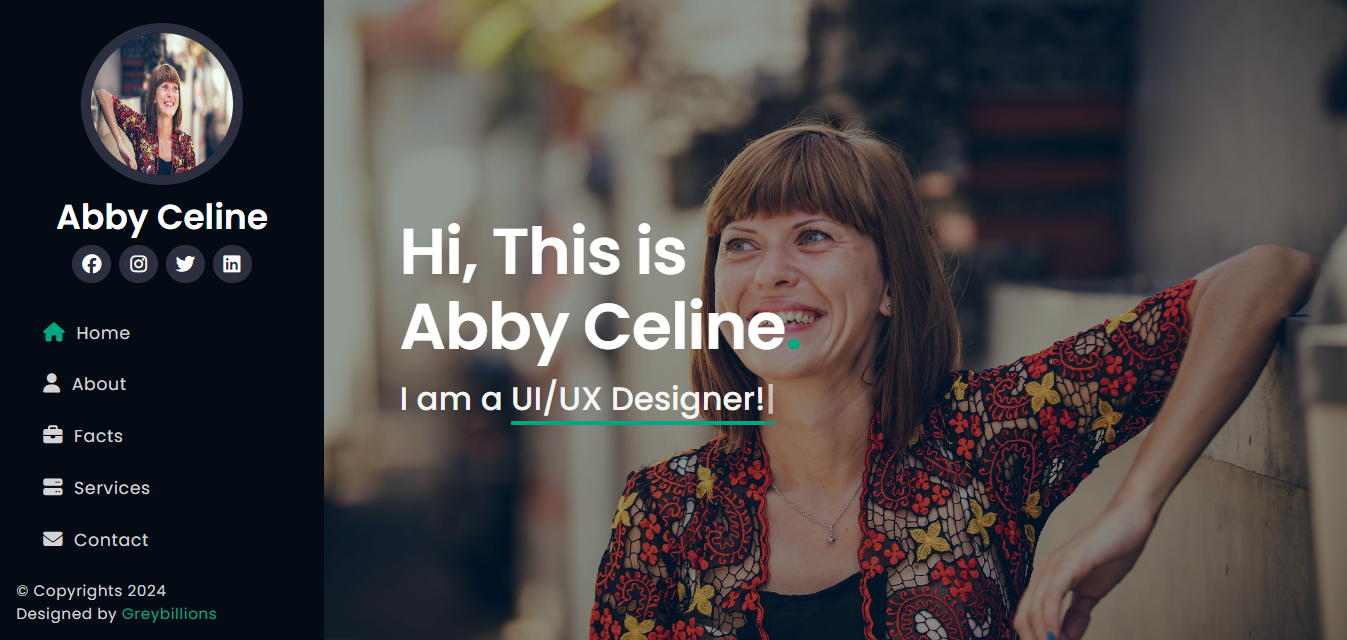 Abby Celine
Home
About
Facts
Services
Contact
© Copyrights 2024
Designed by Greybillions
Hi, This is
Abby Celine.
I am a UI/UX Designer!|